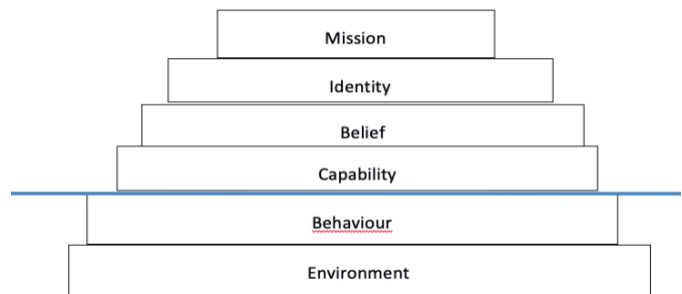 Mission
Identity
Belief
Capability
Behaviour
Environment